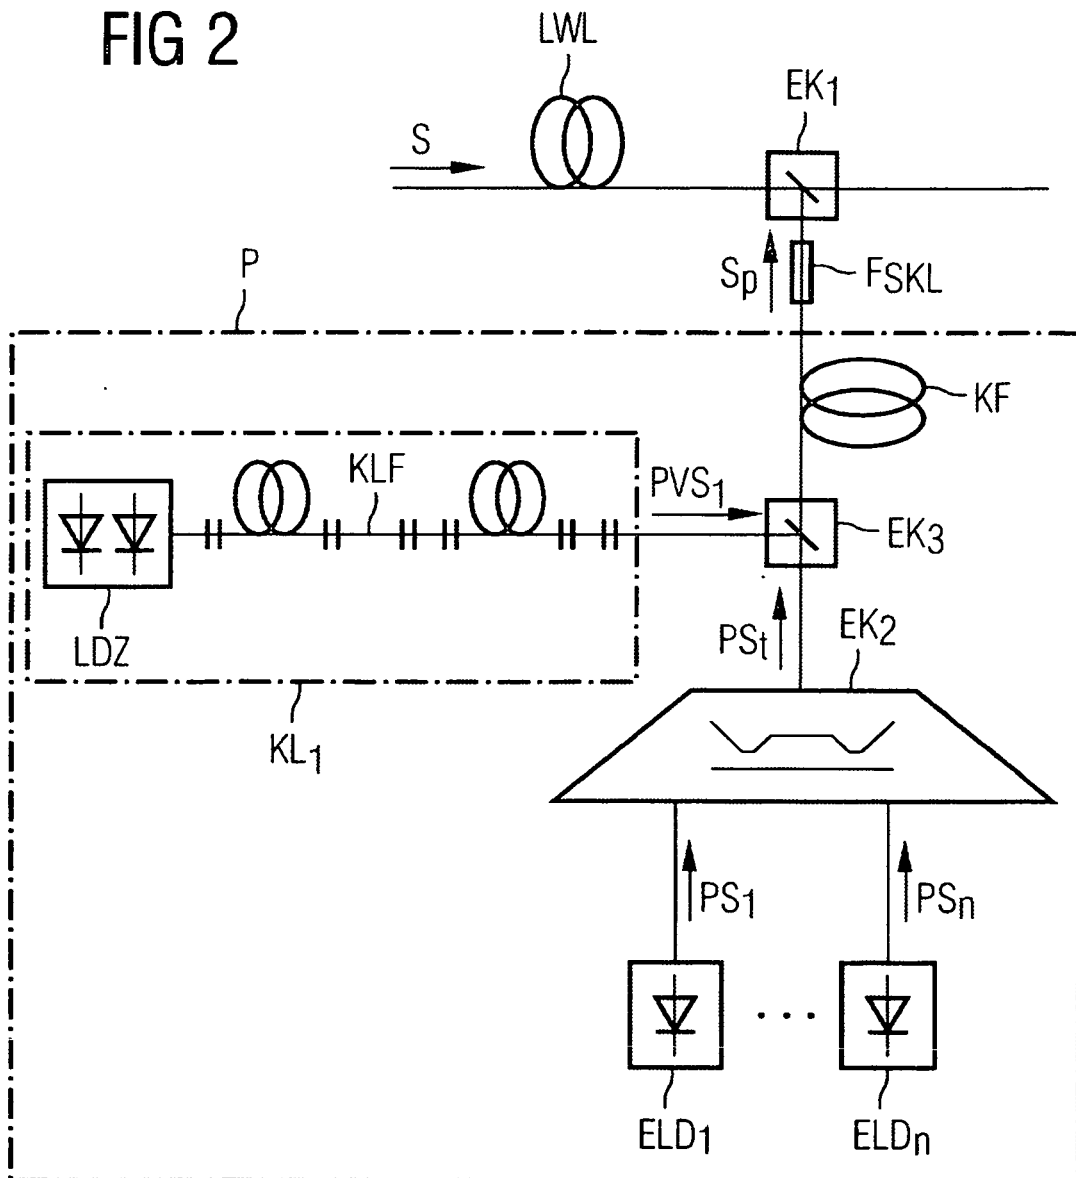 FIG 2
LWL
EK1
S
P
Sp
FSKL
KF
KLF
PVS1
EK3
LDZ
PSt
EK2
KL1
PS1
PSn
...
ELD1
ELDn